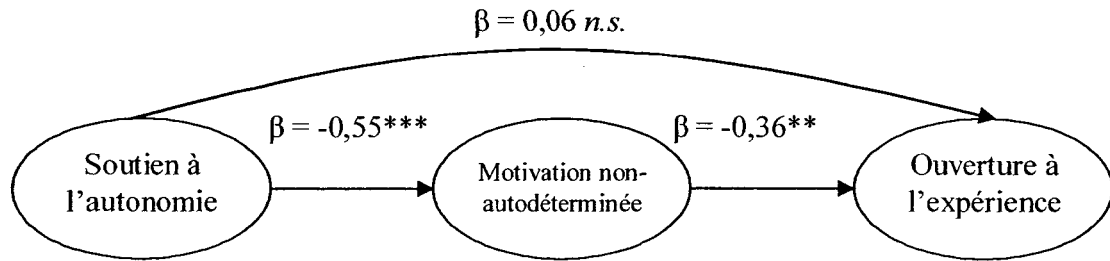 β = 0,06 n.s.
β = -0,55***
β = -0,36**
Soutien à
l'autonomie
Motivation non-
autodéterminée
Ouverture à
l'expérience